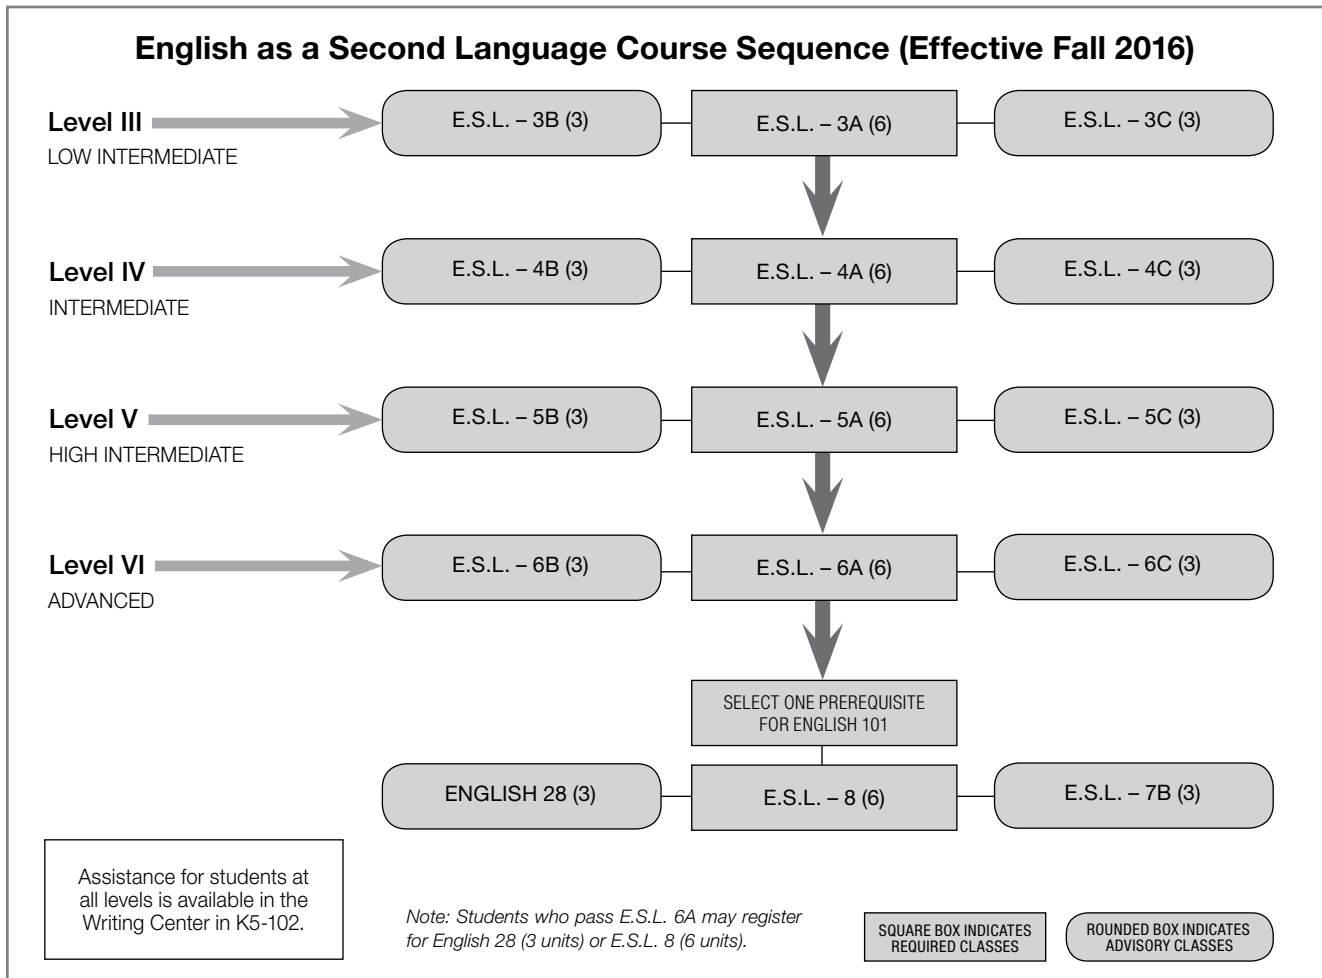 English as a Second Language Course Sequence (Effective Fall 2016)
Level III
LOW INTERMEDIATE
E.S.L. – 3B (3)
E.S.L. – 3A (6)
E.S.L. – 3C (3)
Level IV
INTERMEDIATE
E.S.L. – 4B (3)
E.S.L. – 4A (6)
E.S.L. – 4C (3)
Level V
HIGH INTERMEDIATE
E.S.L. – 5B (3)
E.S.L. – 5A (6)
E.S.L. – 5C (3)
Level VI
ADVANCED
E.S.L. – 6B (3)
E.S.L. – 6A (6)
E.S.L. – 6C (3)
SELECT ONE PREREQUISITE
FOR ENGLISH 101
ENGLISH 28 (3)
E.S.L. – 8 (6)
E.S.L. – 7B (3)
Assistance for students at
all levels is available in the
Writing Center in K5-102.
Note: Students who pass E.S.L. 6A may register
for English 28 (3 units) or E.S.L. 8 (6 units).
SQUARE BOX INDICATES
REQUIRED CLASSES
ROUNDED BOX INDICATES
ADVISORY CLASSES